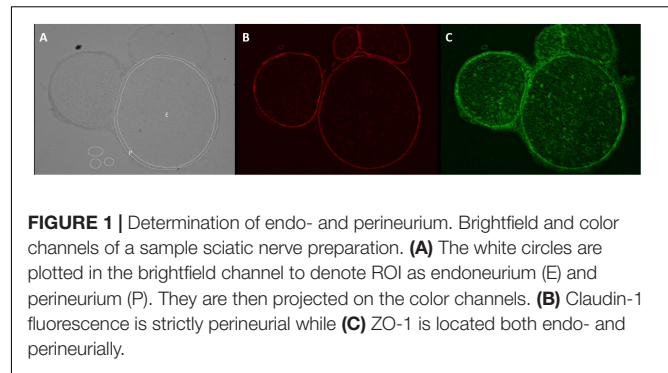 A B C
E
P
FIGURE 1 | Determination of endo- and perineurium. Brightfield and color
channels of a sample sciatic nerve preparation. (A) The white circles are
plotted in the brightfield channel to denote ROI as endoneurium (E) and
perineurium (P). They are then projected on the color channels. (B) Claudin-1
fluorescence is strictly perineurial while (C) ZO-1 is located both endo- and
perineurially.